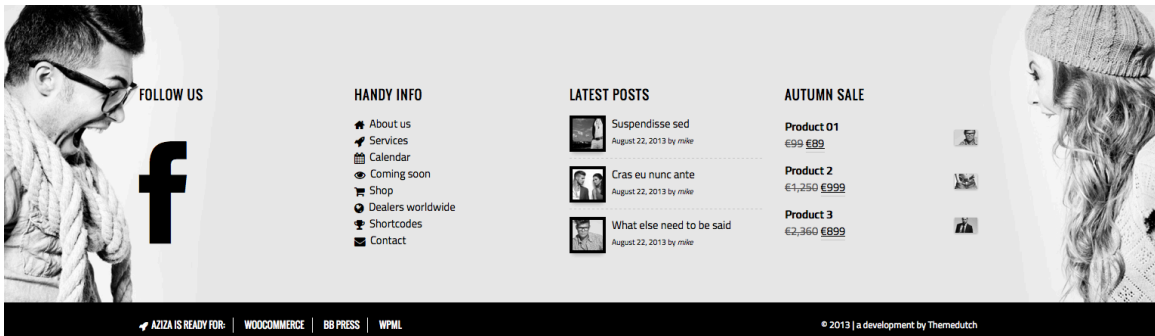 FOLLOW US
f
HANDY INFO
About us
Services
Calendar
Coming soon
Shop
Dealers worldwide
Shortcodes
Contact
LATEST POSTS
Suspendisse sed
August 22, 2013 by mike
Cras eu nunc ante
August 22, 2013 by mike
What else need to be said
August 22, 2013 by mike
AUTUMN SALE
Product 01
€99 €89
Product 2
€1,250 €999
Product 3
€2,360 €899
AZIZA IS READY FOR: WOOCOMMERCE BB PRESS WPML
© 2013 | a development by Themedutch